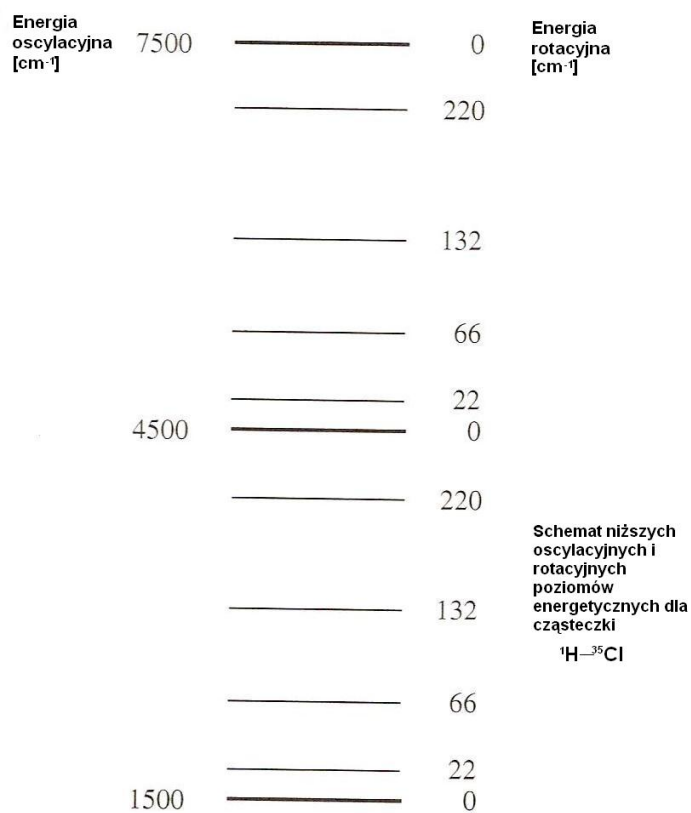 Energia
oscylacyjna
[cm-¹]
7500
0
Energia
rotacyjna
[cm-¹]
220
132
66
22
4500
0
220
Schemat niższych
oscylacyjnych i
rotacyjnych
poziomów
energetycznych dla
cząsteczki
¹H–³⁵Cl
132
66
22
1500
0